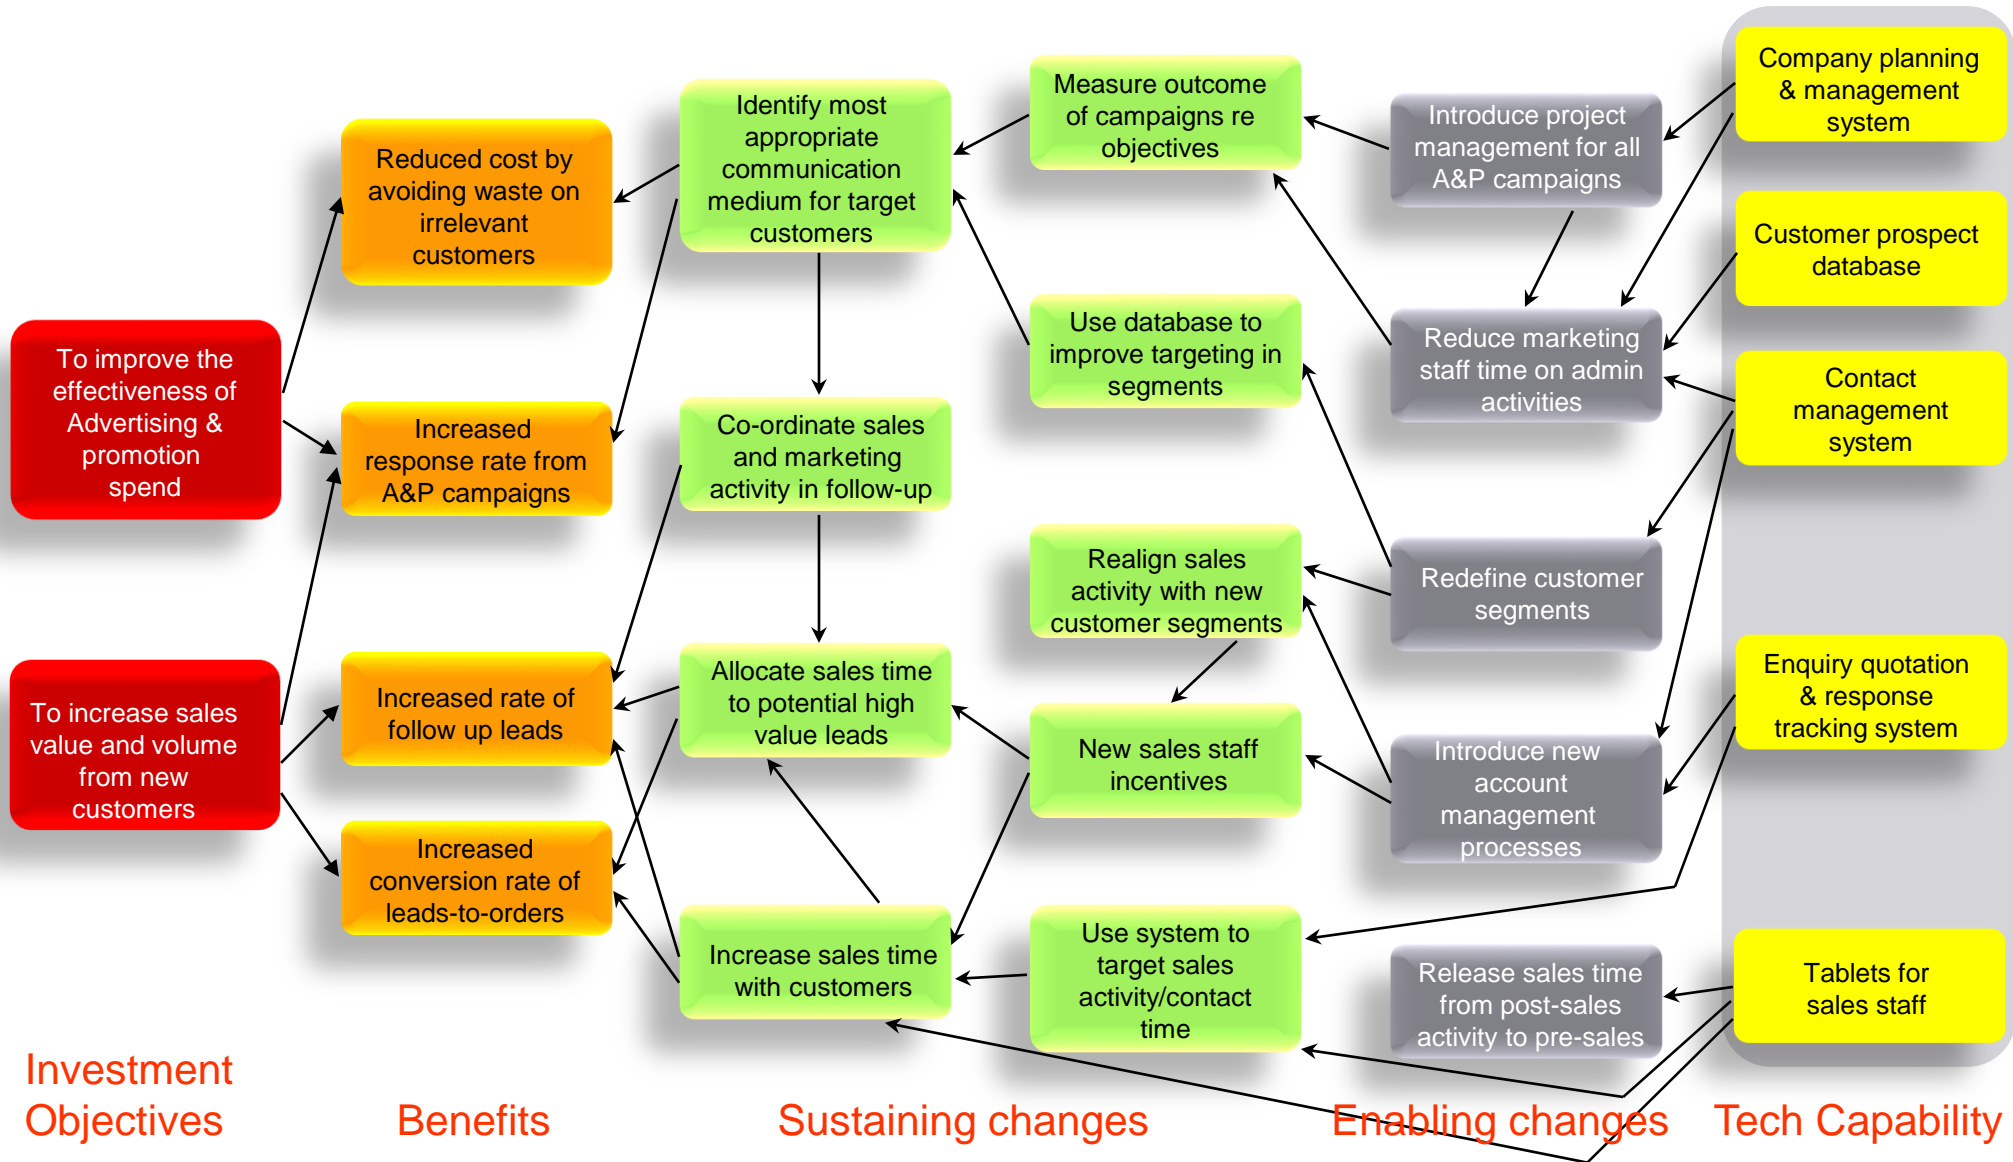 To improve the
effectiveness of
Advertising &
promotion
spend
To increase sales
value and volume
from new
customers
Reduced cost by
avoiding waste on
irrelevant
customers
Increased
response rate from
A&P campaigns
Increased rate of
follow up leads
Increased
conversion rate of
leads-to-orders
Identify most
appropriate
communication
medium for target
customers
Co-ordinate sales
and marketing
activity in follow-up
Allocate sales time
to potential high
value leads
Increase sales time
with customers
Measure outcome
of campaigns re
objectives
Use database to
improve targeting in
segments
Realign sales
activity with new
customer segments
New sales staff
incentives
Use system to
target sales
activity/contact
time
Introduce project
management for all
A&P campaigns
Reduce marketing
staff time on admin
activities
Redefine customer
segments
Introduce new
account
management
processes
Release sales time
from post-sales
activity to pre-sales
Company planning
& management
system
Customer prospect
database
Contact
management
system
Enquiry quotation
& response
tracking system
Tablets for
sales staff
Investment
Objectives
Benefits
Sustaining changes
Enabling changes
Tech Capability